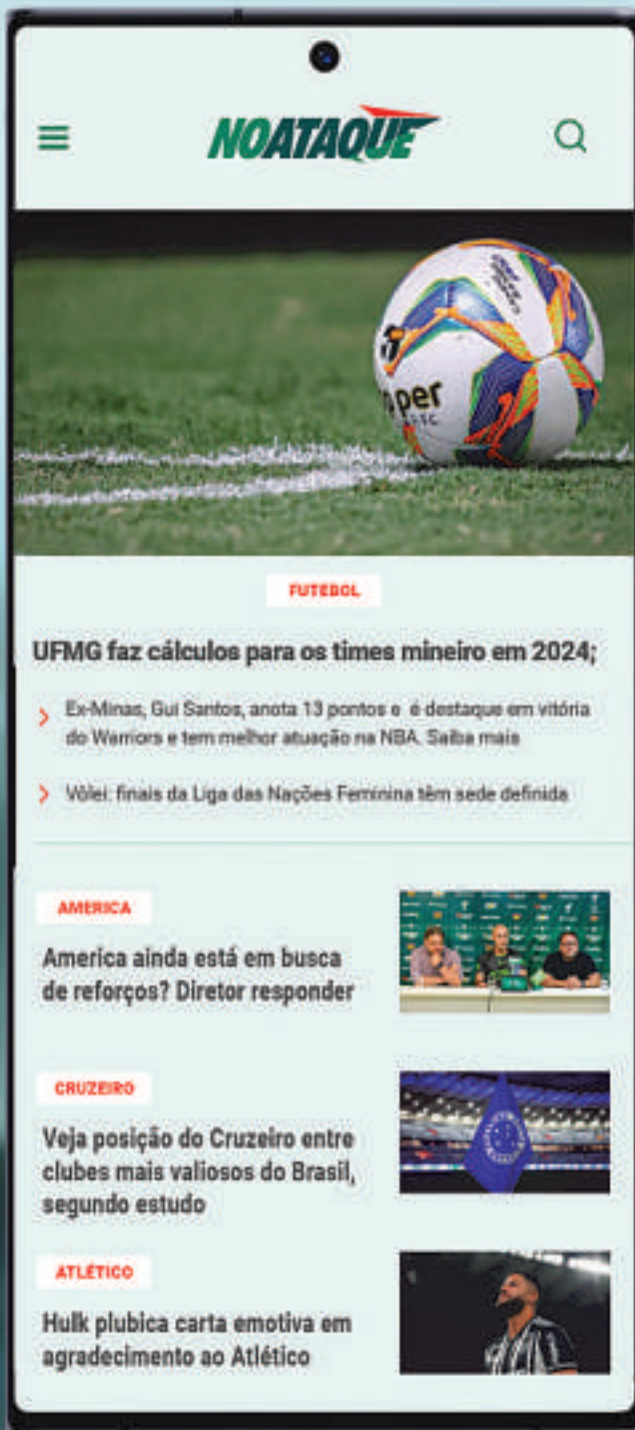 NOATAQUE
per
FUTEBOL
UFMG faz cálculos para os times mineiro em 2024;
Ex-Minas, Gui Santos, anota 13 pontos e é destaque em vitória
do Warriors e tem melhor atuação na NBA. Saiba mais
Vôlei: finais da Liga das Nações Feminina têm sede definida
AMERICA
America ainda está em busca
de reforços? Diretor responder
CRUZEIRO
Veja posição do Cruzeiro entre
clubes mais valiosos do Brasil,
segundo estudo
ATLÉTICO
Hulk plubica carta emotiva em
agradecimento ao Atlético